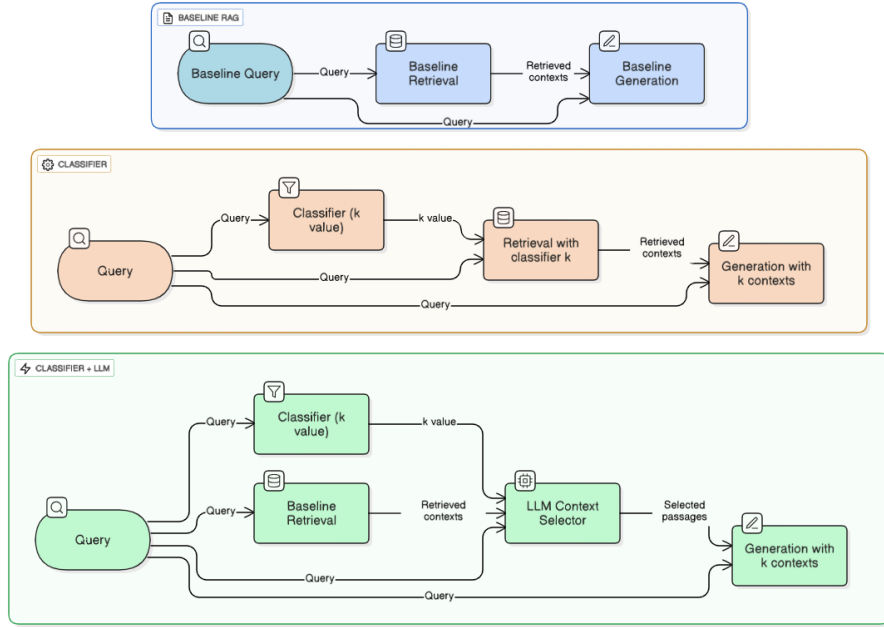 BASELINE RAG
Baseline Query
Query
Baseline
Retrieval
Retrieved
contexts
Baseline
Generation
Query
CLASSIFIER
Query
Query
Classifier (k
value)
k value
Query
Retrieval with
classifier k
Retrieved
contexts
Generation with
k contexts
Query
CLASSIFIER + LLM
Query
Query
Classifier (k
value)
k value
Query
Baseline
Retrieval
Retrieved
contexts
LLM Context
Selector
Selected
passages
Generation with
k contexts
Query
Query